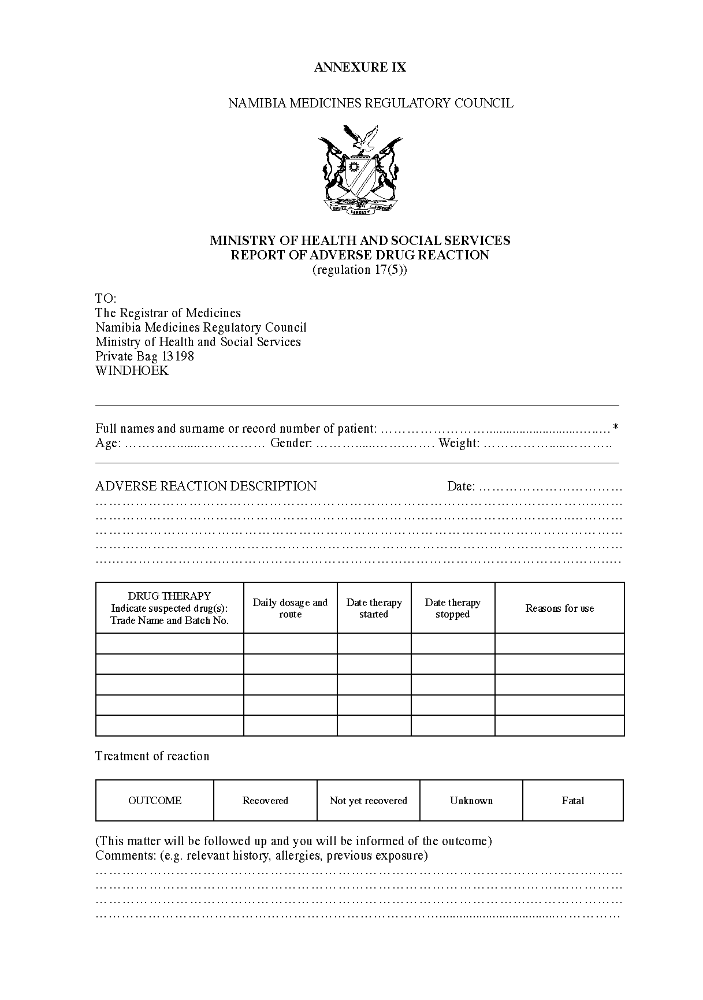 ANNEXURE IX
NAMIBIA MEDICINES REGULATORY COUNCIL
UNITY LIBERTY JUSTICE
MINISTRY OF HEALTH AND SOCIAL SERVICES
REPORT OF ADVERSE DRUG REACTION
(regulation 17(5))
TO:
The Registrar of Medicines
Namibia Medicines Regulatory Council
Ministry of Health and Social Services
Private Bag 13198
WINDHOEK
Full names and surname or record number of patient: ……………………............................…..… *
Age: …………......…………… Gender: ………......………… Weight: …………….....………..
ADVERSE REACTION DESCRIPTION Date: ……………………………
DRUG THERAPY
Indicate suspected drug(s):
Trade Name and Batch No.
Daily dosage and
route
Date therapy
started
Date therapy
stopped
Reasons for use
Treatment of reaction
OUTCOME Recovered Not yet recovered Unknown Fatal
(This matter will be followed up and you will be informed of the outcome)
Comments: (e.g. relevant history, allergies, previous exposure)